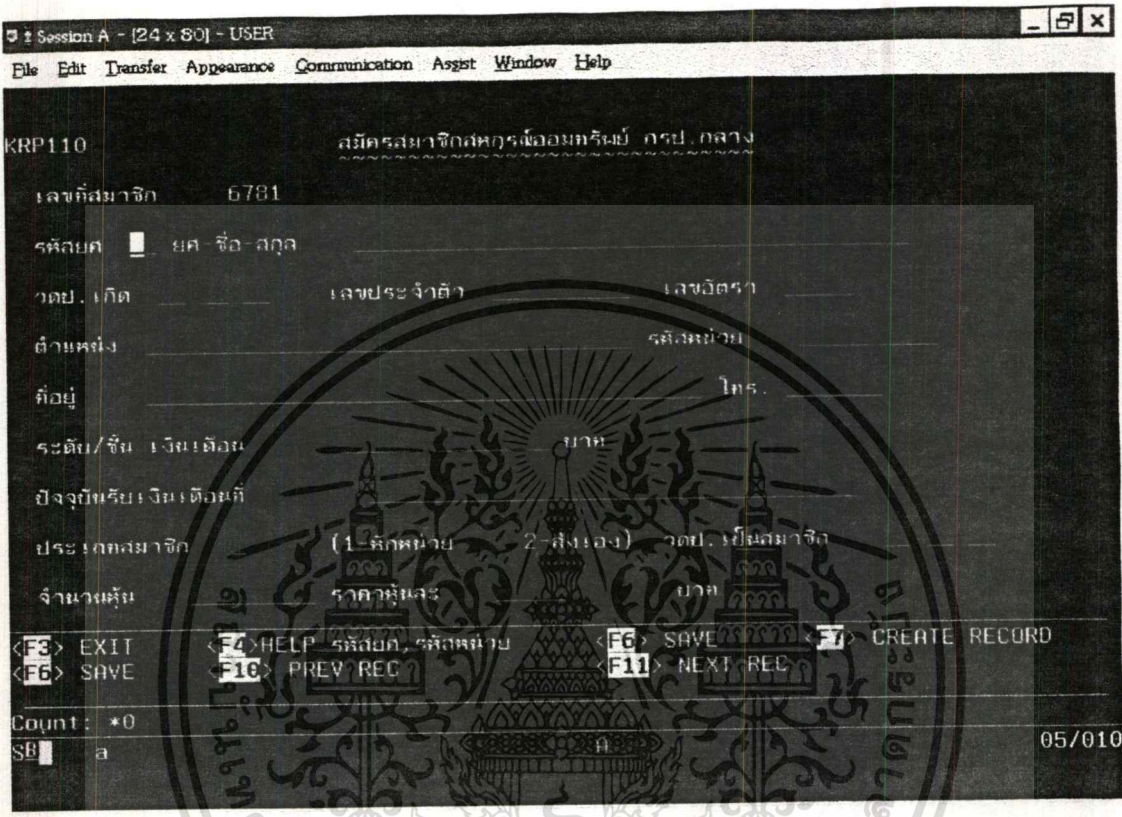 Session A - [24 x 80] - USER
File Edit Transfer Appearance Communication Assist Window Help
KRP110 สมัครสมาชิกสหกรณ์ออมทรัพย์ กรป.กลาง
เลขที่สมาชิก 6781
รหัสยศ ยศ-ชื่อ-สกุล
วดป.เกิด เลขประจำตัว เลขอัตรา
ตำแหน่ง รหัสหน่วย
ที่อยู่ โทร.
ระดับ/ชั้น เงินเดือน บาท
ปัจจุบันรับเงินเดือนที่
ประเภทสมาชิก (1-หักหน่วย 2-ส่งเอง) วดป.เป็นสมาชิก
จำนวนหุ้น ราคาหุ้นละ บาท
<F3> EXIT <F4>HELP รหัสยศ,รหัสหน่วย <F6> SAVE <F7> CREATE RECORD
<F6> SAVE <F10> PREV REC <F11> NEXT REC
Count: *0
SB a A 05/010